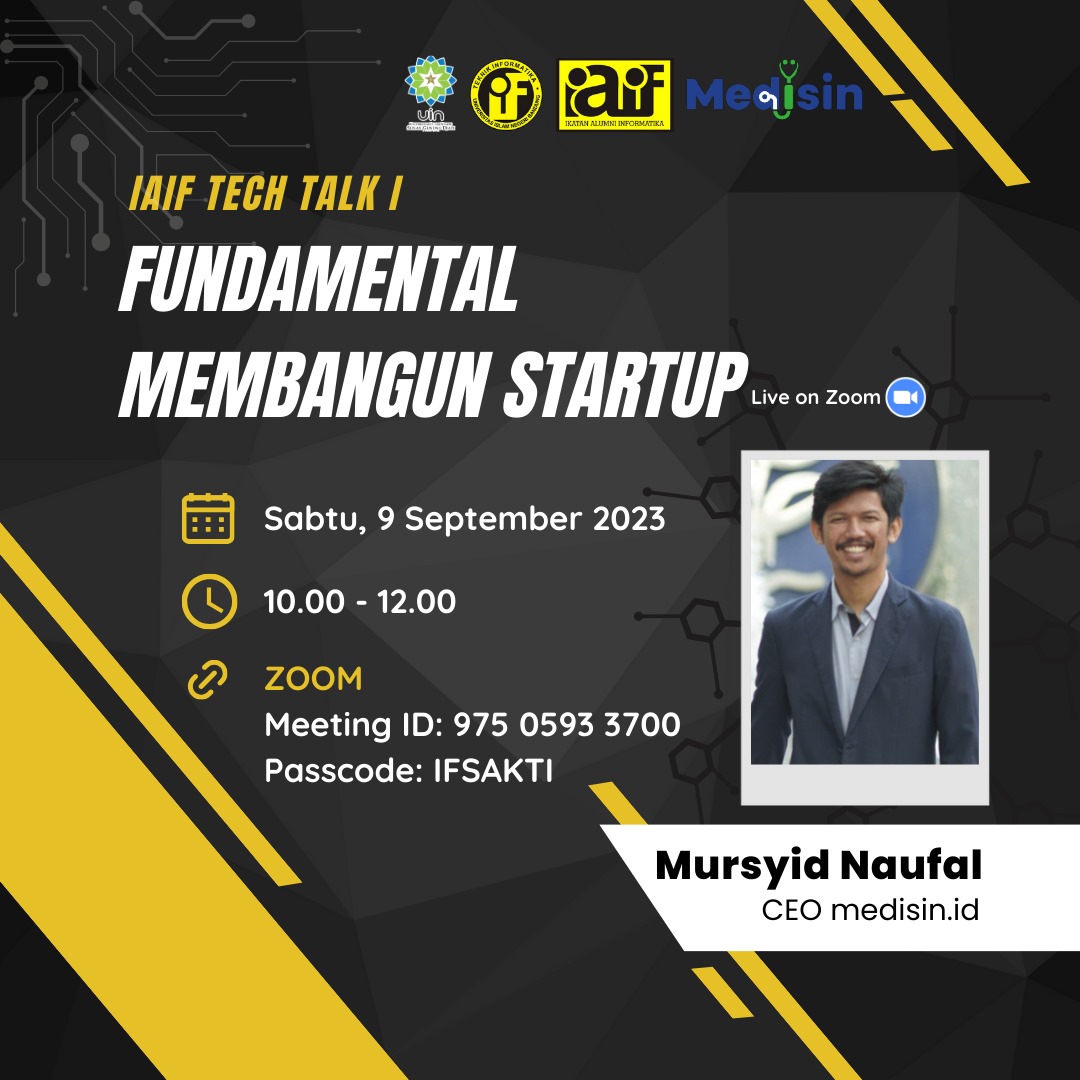 uin
SUNAN GUNUNG DJATI
TEKNIK INFORMATIKA
UNIVERSITAS ISLAM NEGERI BANDUNG
iF
iaiF
IKATAN ALUMNI INFORMATIKA
Medisin
IAIF TECH TALK I
FUNDAMENTAL
MEMBANGUN STARTUP
Live on Zoom
Sabtu, 9 September 2023
10.00 - 12.00
ZOOM
Meeting ID: 975 0593 3700
Passcode: IFSAKTI
Mursyid Naufal
CEO medisin.id